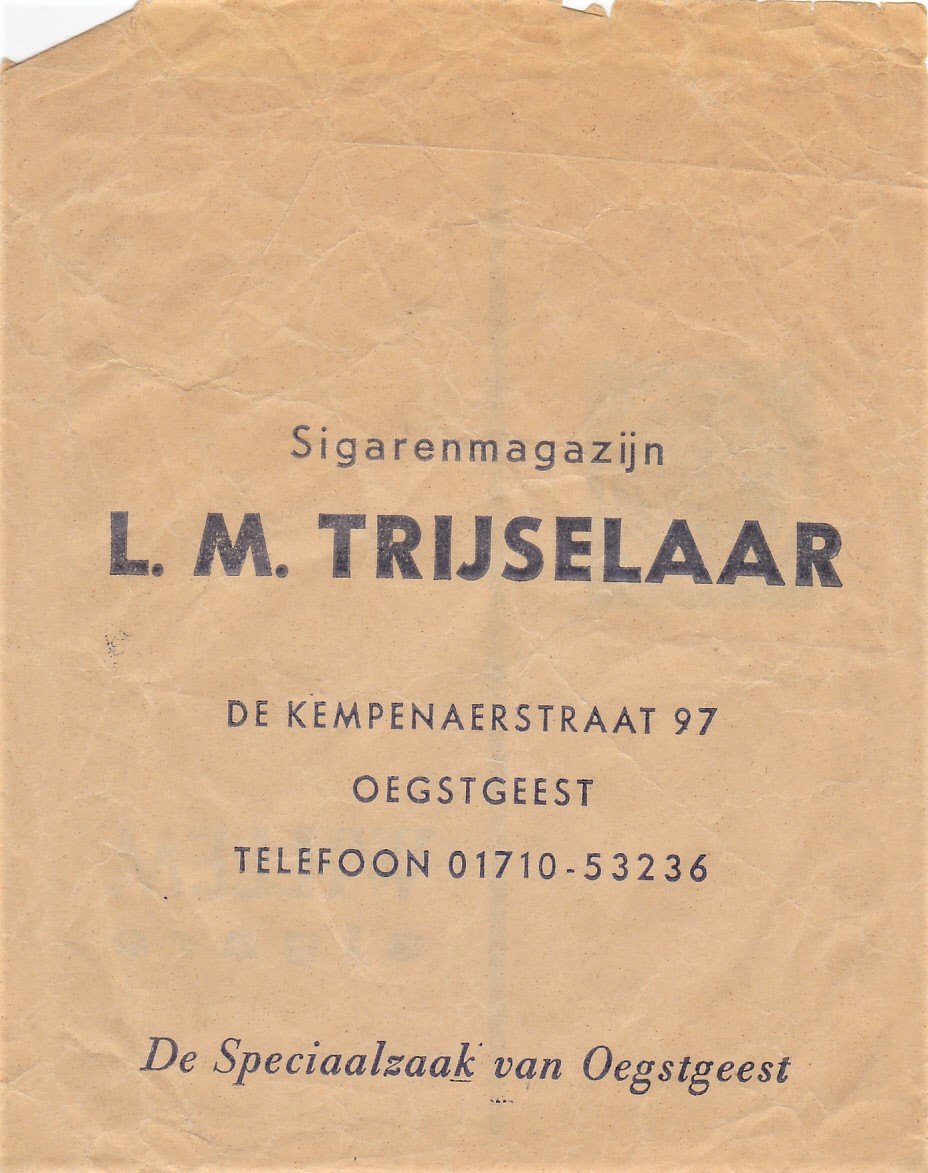 Sigarenmagazijn
L. M. TRIJSELAAR
DE KEMPENAERSTRAAT 97
OEGSTGEEST
TELEFOON 01710-53236
De Speciaalzaak van Oegstgeest